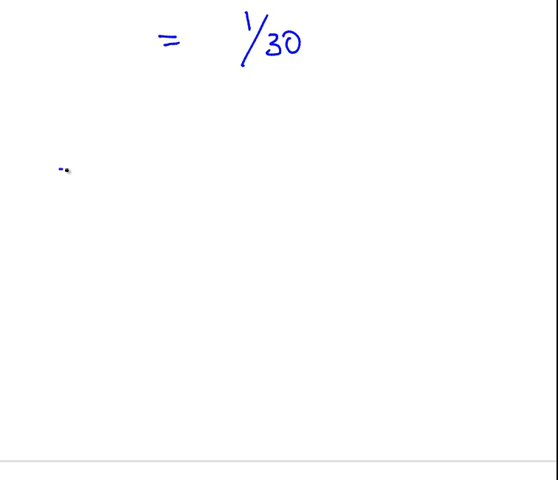 = 1/30